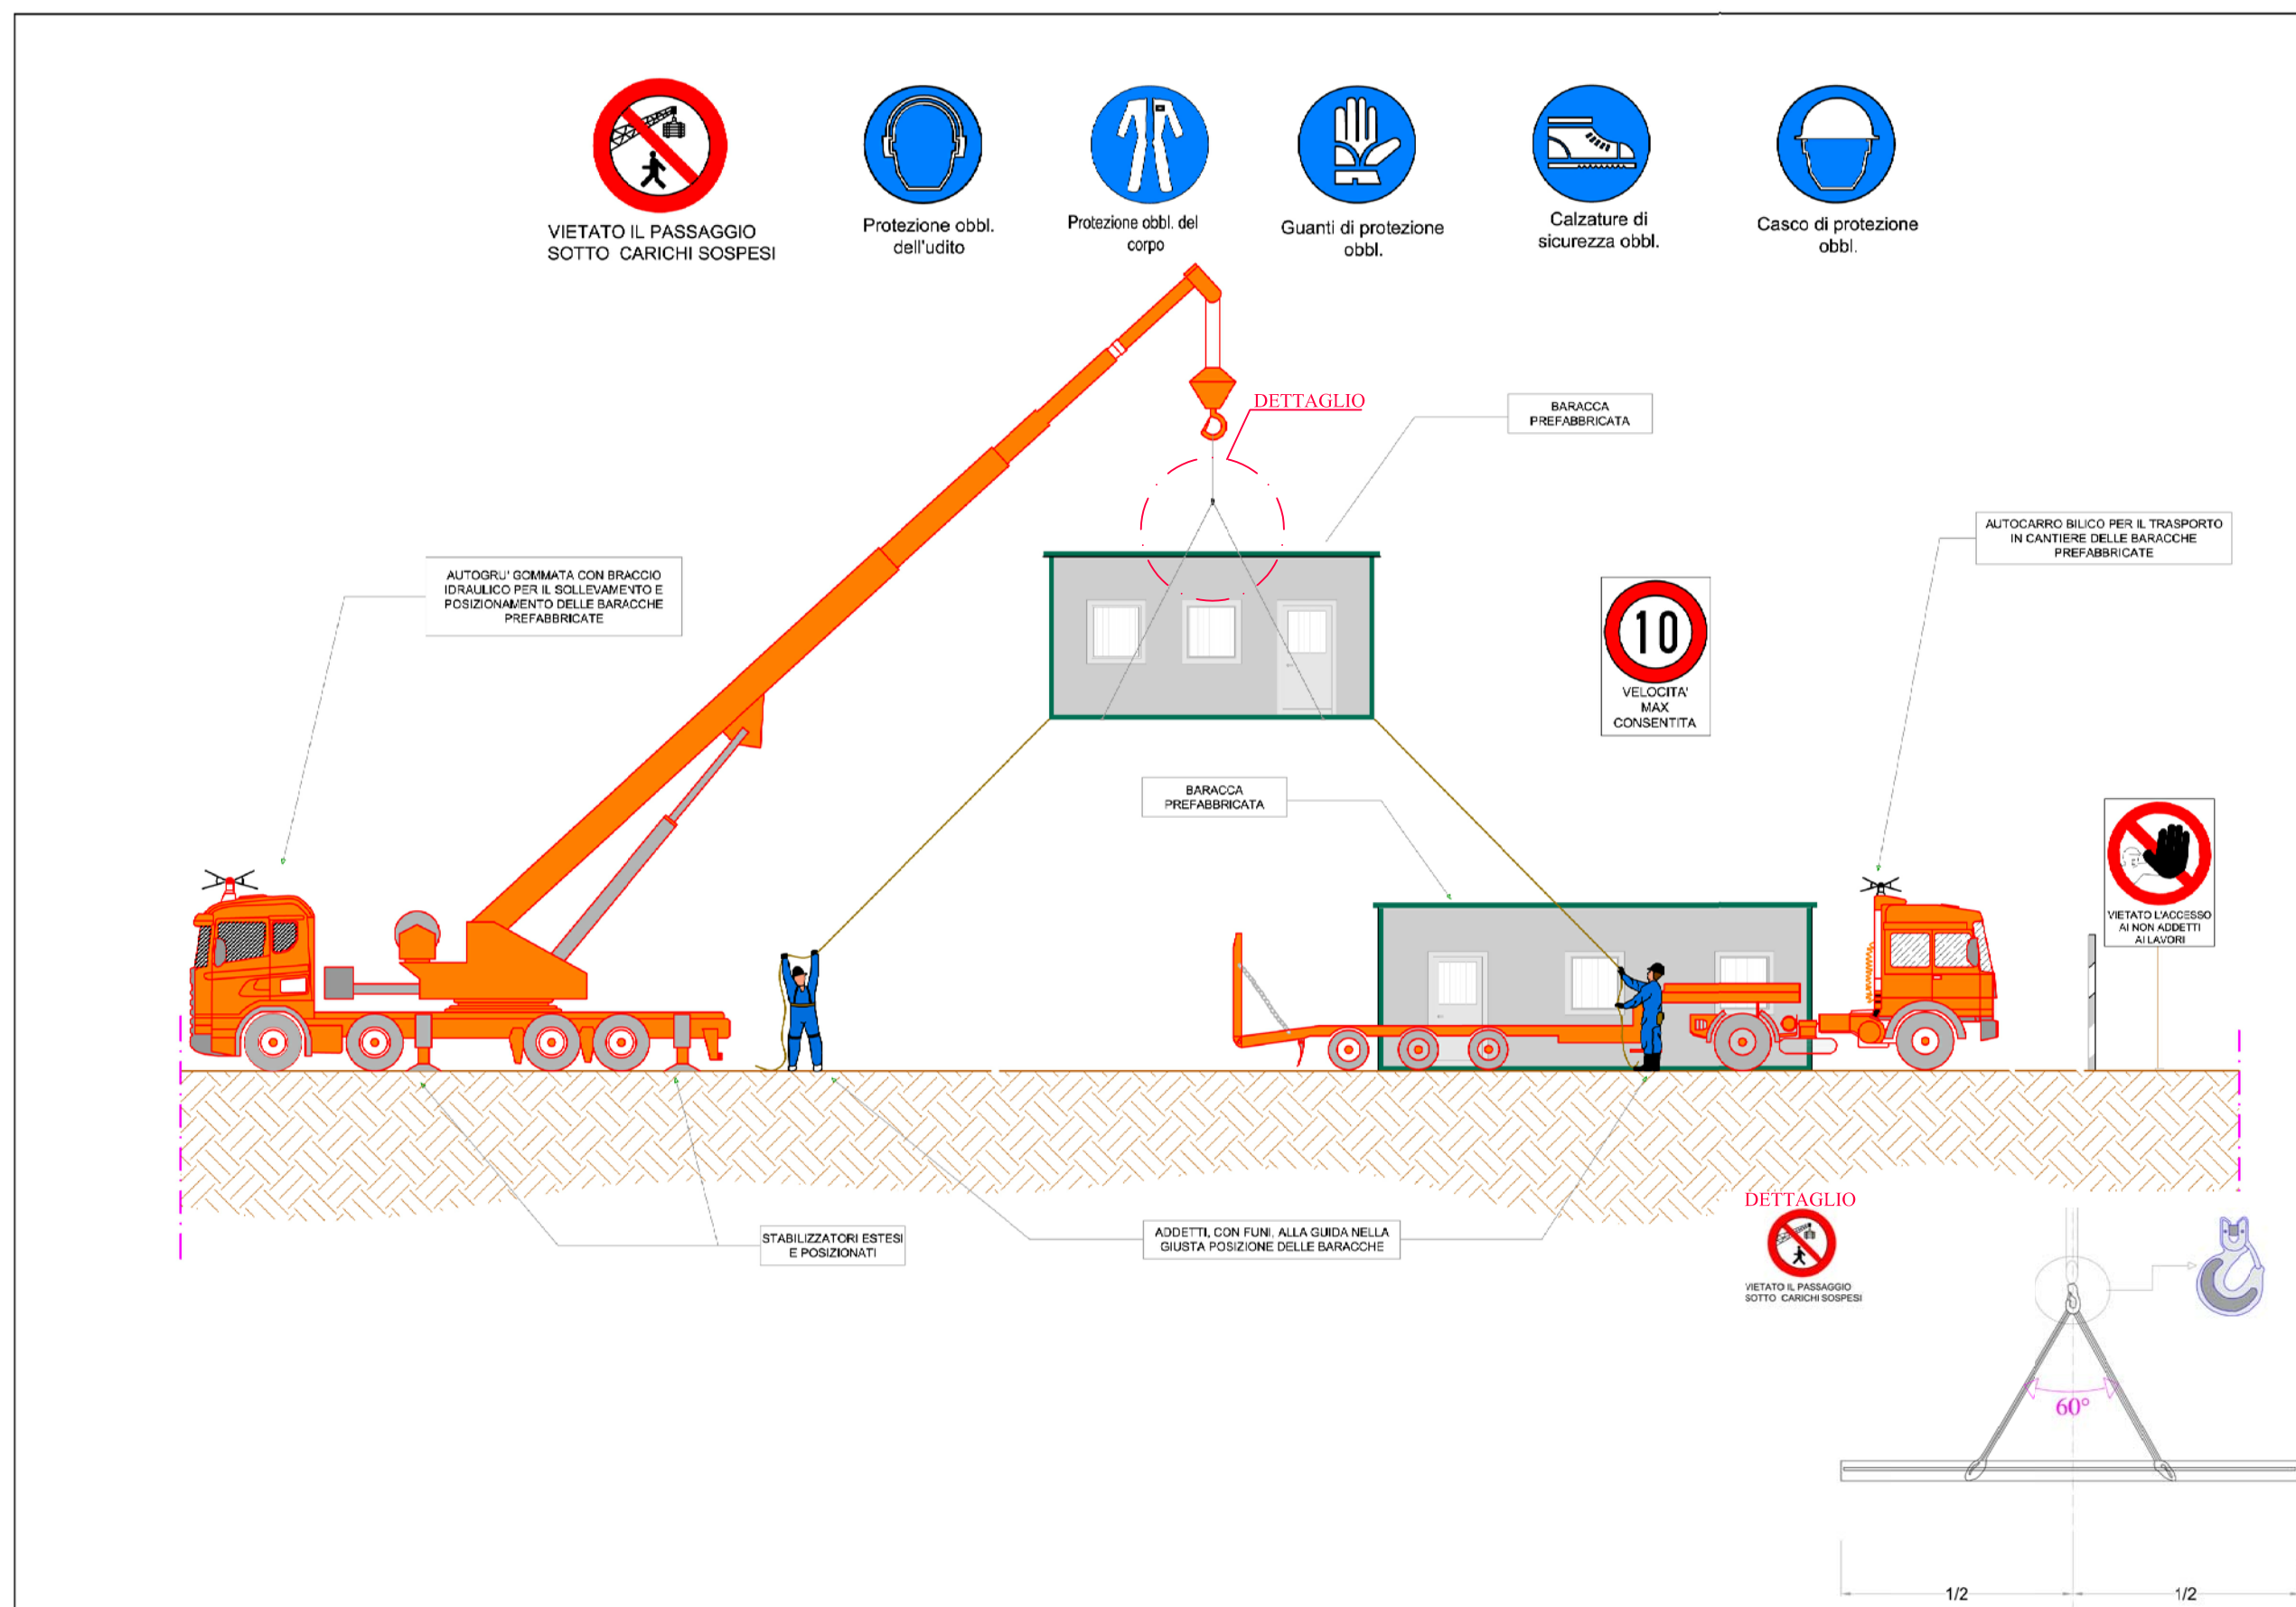 VIETATO IL PASSAGGIO
SOTTO CARICHI SOSPESI
Protezione obbl.
dell'udito
Protezione obbl. del
corpo
Guanti di protezione
obbl.
Calzature di
sicurezza obbl.
Casco di protezione
obbl.
DETTAGLIO
BARACCA
PREFABBRICATA
AUTOCARRO BILICO PER IL TRASPORTO
IN CANTIERE DELLE BARACCHE
PREFABBRICATE
AUTOGRU' GOMMATA CON BRACCIO
IDRAULICO PER IL SOLLEVAMENTO E
POSIZIONAMENTO DELLE BARACCHE
PREFABBRICATE
10
VELOCITA'
MAX
CONSENTITA
BARACCA
PREFABBRICATA
VIETATO L'ACCESSO
AI NON ADDETTI
AI LAVORI
STABILIZZATORI ESTESI
E POSIZIONATI
ADDETTI, CON FUNI, ALLA GUIDA NELLA
GIUSTA POSIZIONE DELLE BARACCHE
DETTAGLIO
VIETATO IL PASSAGGIO
SOTTO CARICHI SOSPESI
60°
1/2
1/2